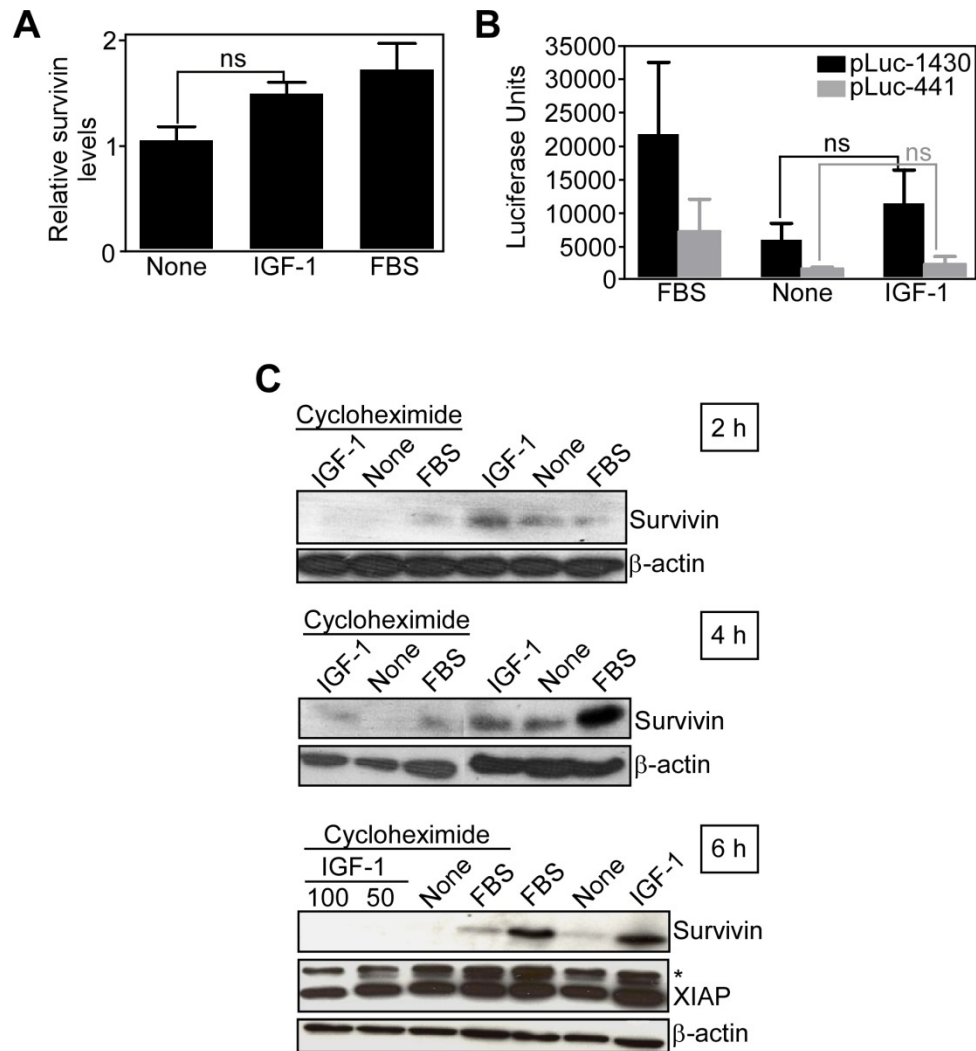 A
Relative survivin
levels
2
1
0
ns
None IGF-1 FBS
B
Luciferase Units
35000
30000
25000
20000
15000
10000
5000
0
pLuc-1430
pLuc-441
ns
ns
FBS None IGF-1
C
Cycloheximide
IGF-1 None FBS IGF-1 None FBS
2 h
Survivin
β-actin
Cycloheximide
IGF-1 None FBS IGF-1 None FBS
4 h
Survivin
β-actin
Cycloheximide
IGF-1
100 50 None FBS FBS None IGF-1
6 h
Survivin
*
XIAP
β-actin